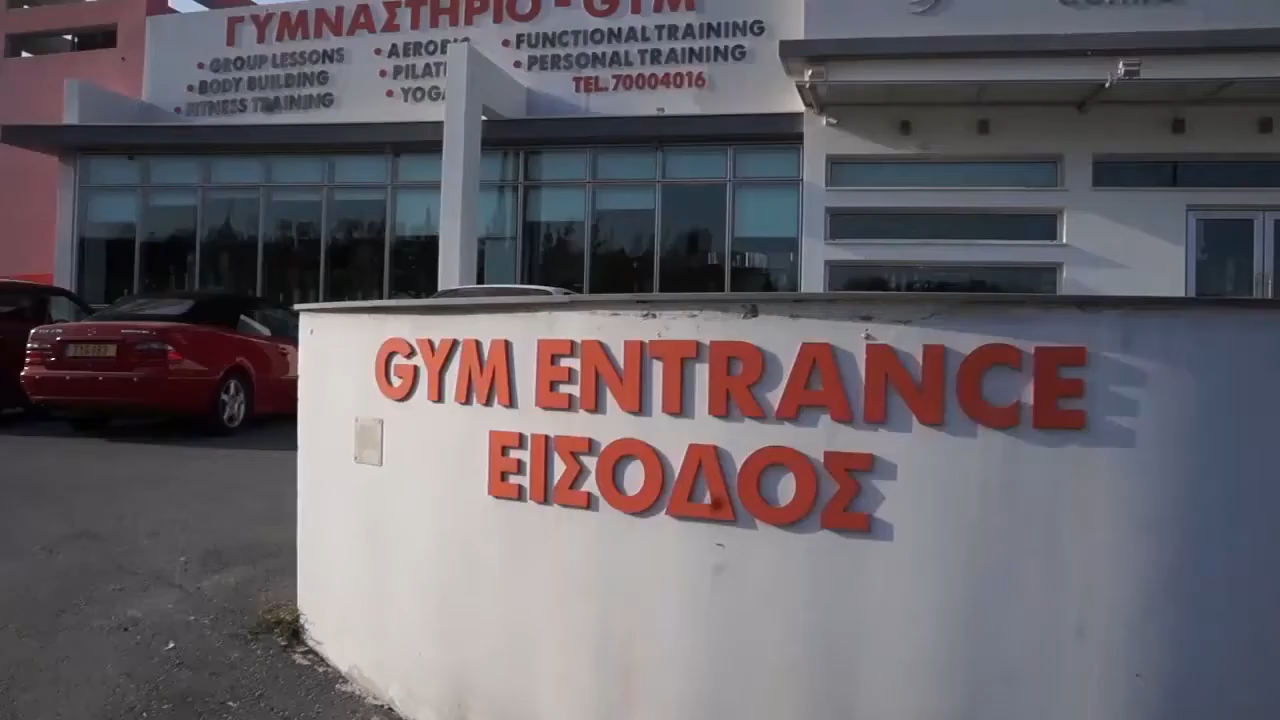 ΓΥΜΝΑΣΤΗΡΙΟ - GYM
• GROUP LESSONS
• BODY BUILDING
• FITNESS TRAINING
• AEROBIC
• PILATES
• YOGA
• FUNCTIONAL TRAINING
• PERSONAL TRAINING
TEL. 70004016
GYM ENTRANCE
ΕΙΣΟΔΟΣ